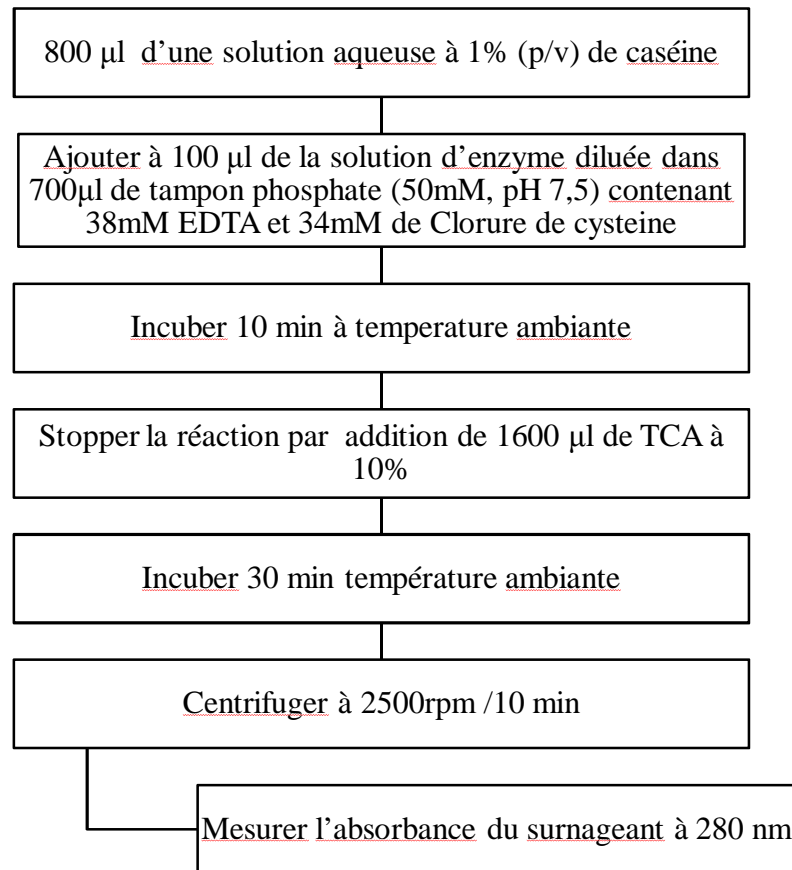 800 µl d’une solution aqueuse à 1% (p/v) de caséine
Ajouter à 100 µl de la solution d’enzyme diluée dans
700µl de tampon phosphate (50mM, pH 7,5) contenant
38mM EDTA et 34mM de Clorure de cysteine
Incuber 10 min à temperature ambiante
Stopper la réaction par addition de 1600 µl de TCA à
10%
Incuber 30 min température ambiante
Centrifuger à 2500rpm /10 min
Mesurer l’absorbance du surnageant à 280 nm